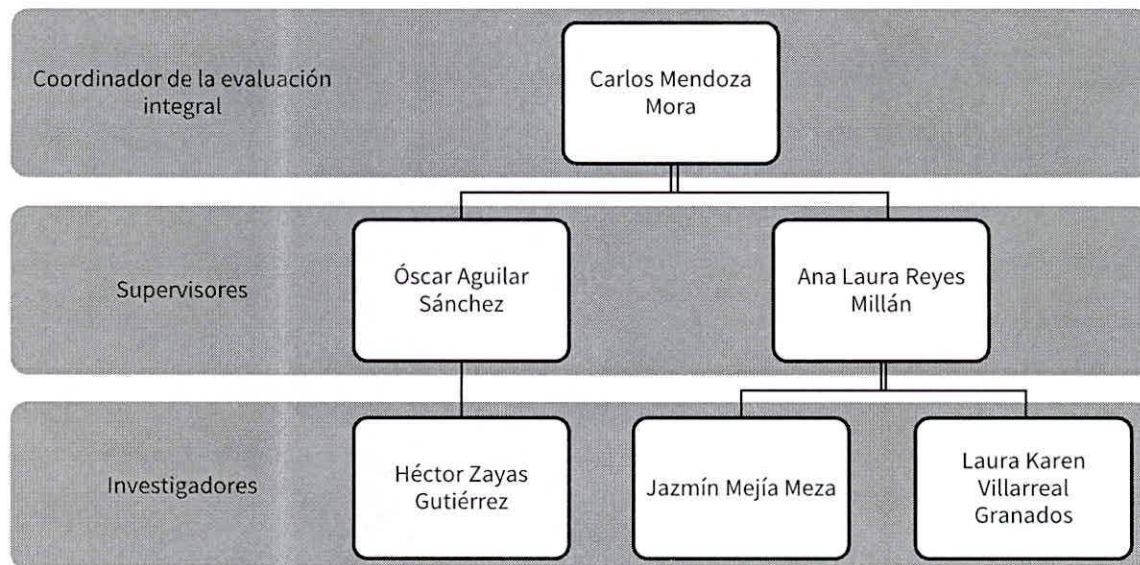 Coordinador de la evaluación
integral
Carlos Mendoza
Mora
Supervisores
Óscar Aguilar
Sánchez
Ana Laura Reyes
Millán
Investigadores
Héctor Zayas
Gutiérrez
Jazmín Mejía Meza
Laura Karen
Villarreal
Granados